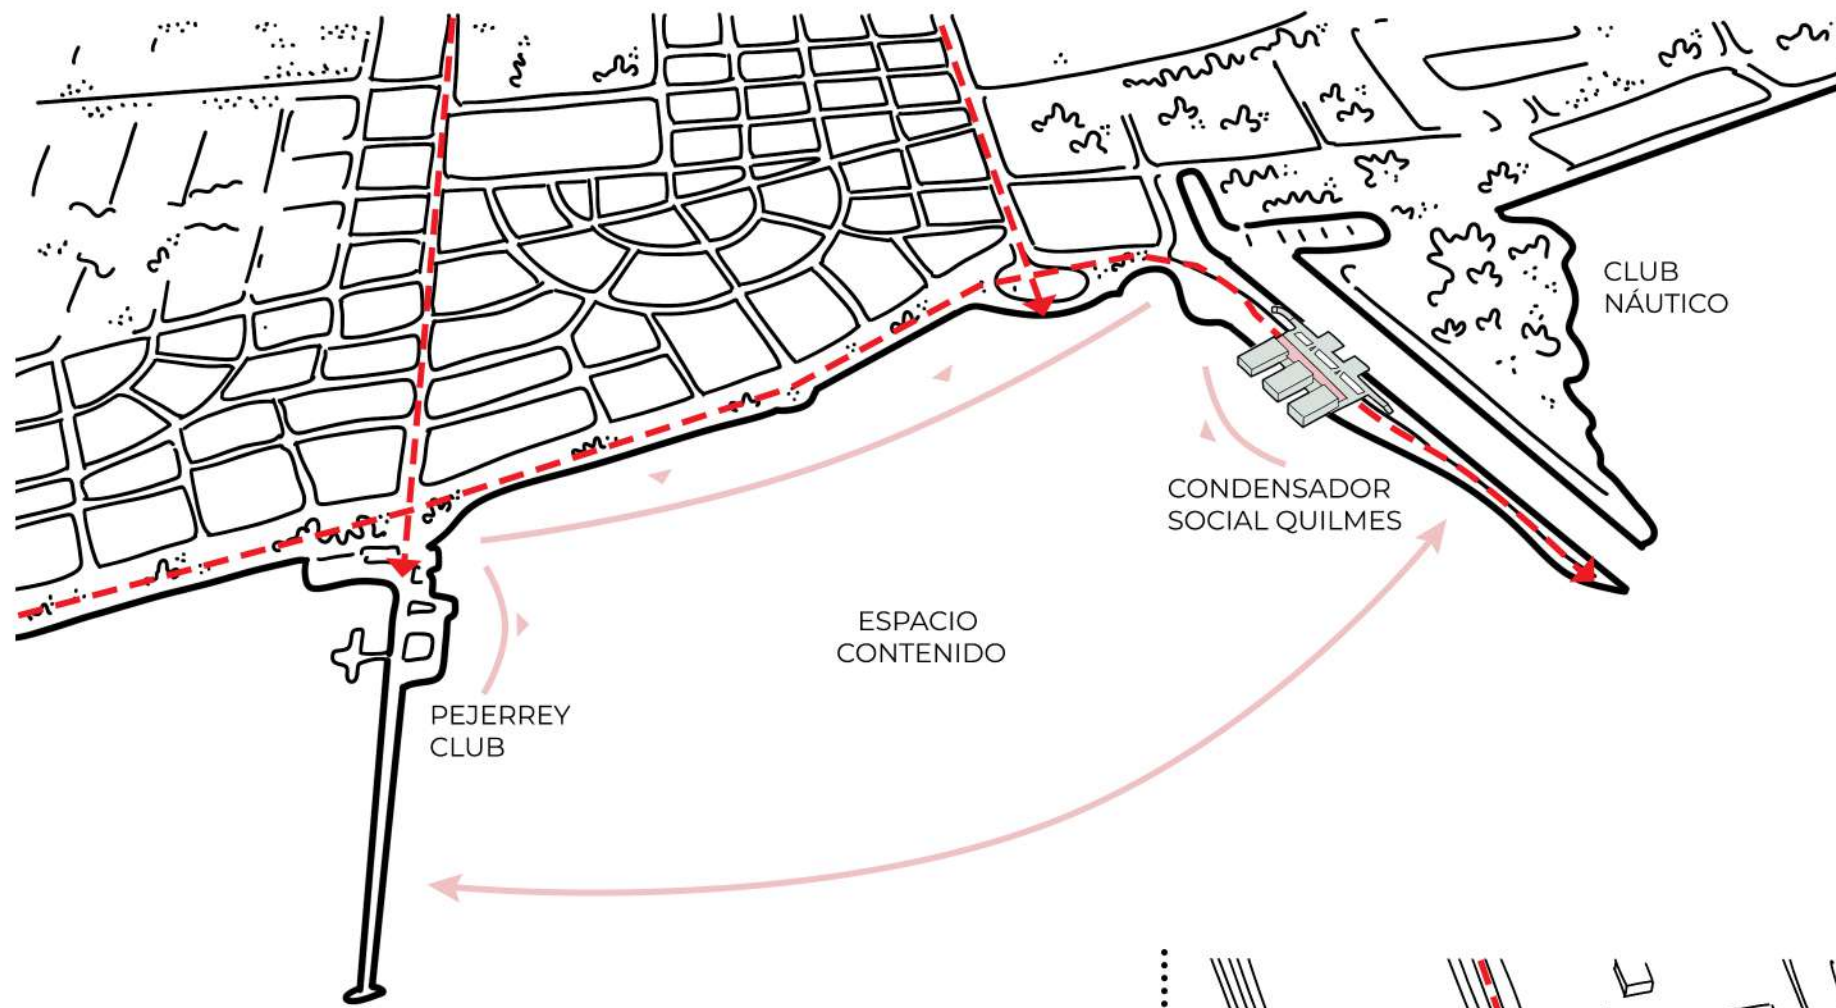 CLUB
NÁUTICO
CONDENSADOR
SOCIAL QUILMES
ESPACIO
CONTENIDO
PEJERREY
CLUB